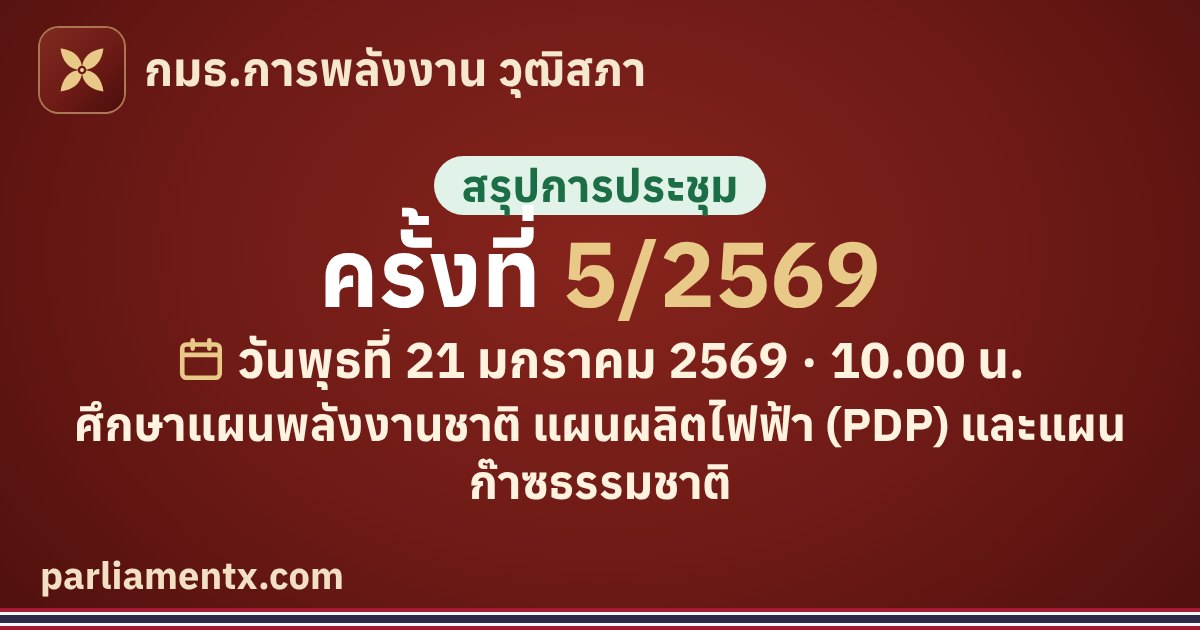 กมธ.การพลังงาน วุฒิสภา
สรุปการประชุม
ครั้งที่ 5/2569
วันพุธที่ 21 มกราคม 2569 · 10.00 น.
ศึกษาแผนพลังงานชาติ แผนผลิตไฟฟ้า (PDP) และแผน
ก๊าซธรรมชาติ
parliamentx.com